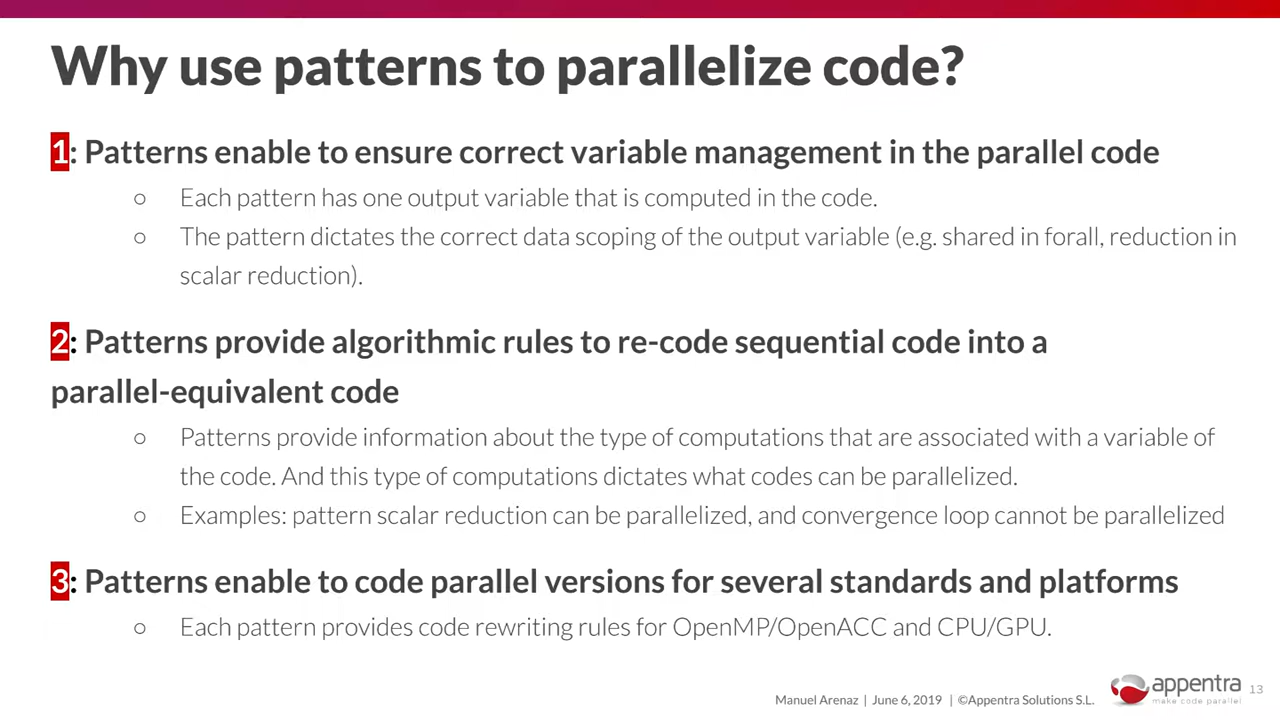 Why use patterns to parallelize code?
1: Patterns enable to ensure correct variable management in the parallel code
○ Each pattern has one output variable that is computed in the code.
○ The pattern dictates the correct data scoping of the output variable (e.g. shared in forall, reduction in
scalar reduction).
2: Patterns provide algorithmic rules to re-code sequential code into a
parallel-equivalent code
○ Patterns provide information about the type of computations that are associated with a variable of
the code. And this type of computations dictates what codes can be parallelized.
○ Examples: pattern scalar reduction can be parallelized, and convergence loop cannot be parallelized
3: Patterns enable to code parallel versions for several standards and platforms
○ Each pattern provides code rewriting rules for OpenMP/OpenACC and CPU/GPU.
Manuel Arenaz | June 6, 2019 | ©Appentra Solutions S.L.
appentra
make code parallel
13